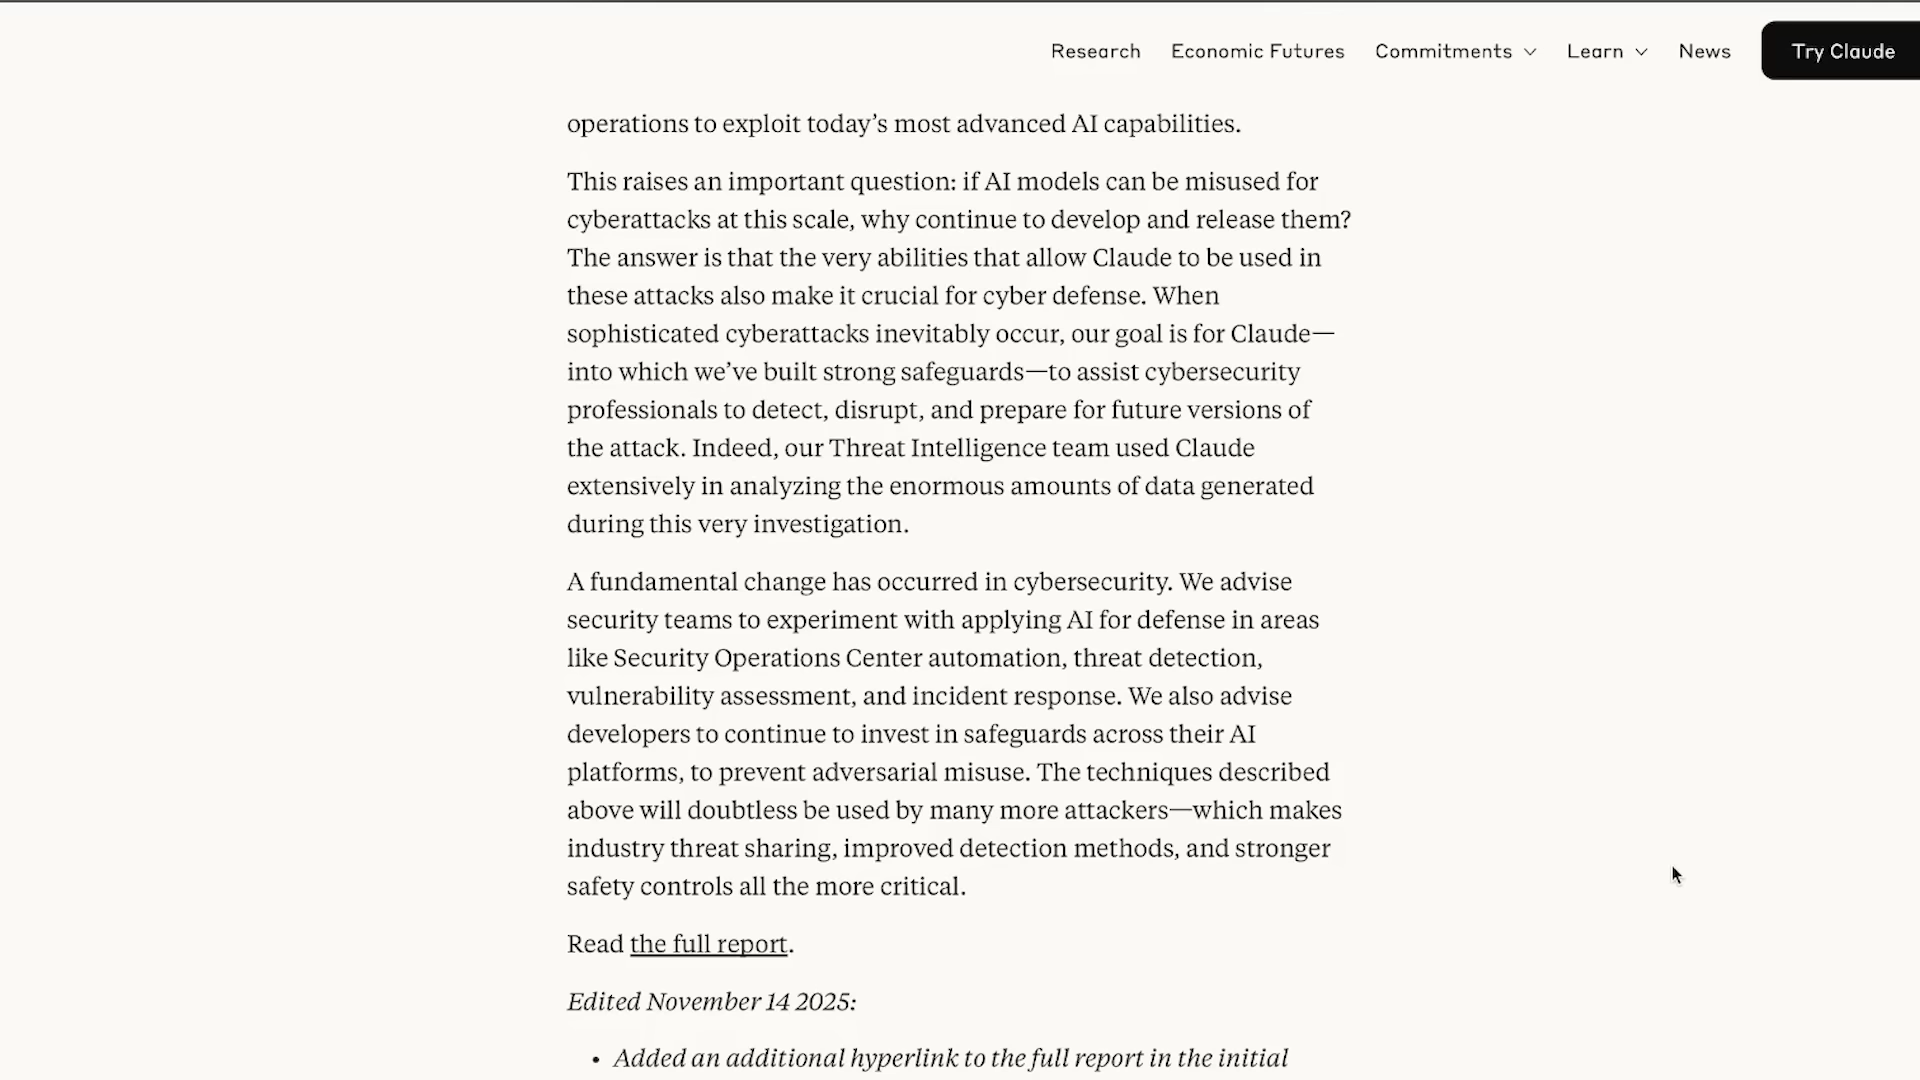 Research Economic Futures Commitments Learn News Try Claude
operations to exploit today’s most advanced AI capabilities.
This raises an important question: if AI models can be misused for
cyberattacks at this scale, why continue to develop and release them?
The answer is that the very abilities that allow Claude to be used in
these attacks also make it crucial for cyber defense. When
sophisticated cyberattacks inevitably occur, our goal is for Claude—
into which we’ve built strong safeguards—to assist cybersecurity
professionals to detect, disrupt, and prepare for future versions of
the attack. Indeed, our Threat Intelligence team used Claude
extensively in analyzing the enormous amounts of data generated
during this very investigation.
A fundamental change has occurred in cybersecurity. We advise
security teams to experiment with applying AI for defense in areas
like Security Operations Center automation, threat detection,
vulnerability assessment, and incident response. We also advise
developers to continue to invest in safeguards across their AI
platforms, to prevent adversarial misuse. The techniques described
above will doubtless be used by many more attackers—which makes
industry threat sharing, improved detection methods, and stronger
safety controls all the more critical.
Read the full report.
Edited November 14 2025:
• Added an additional hyperlink to the full report in the initial